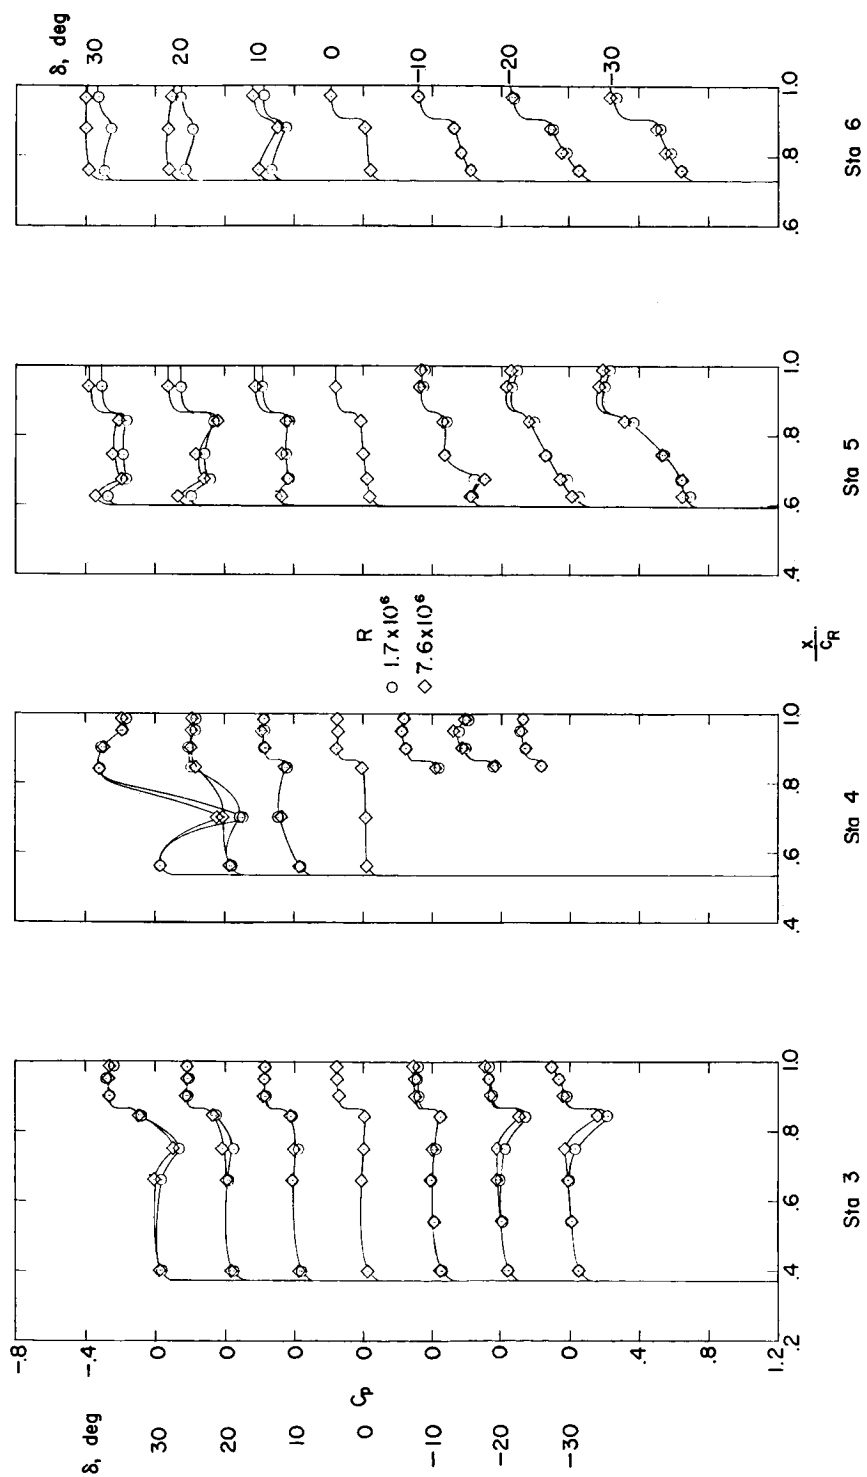 -.8
δ, deg -.4 δ, deg
30 0 30
20 0 20
10 0 10
Cp
0 0 R 0
○ 1.7x10⁶
-10 0 ◇ 7.6x10⁶ -10
-20 0 -20
-30 0 -30
.4
.8
1.2
.2 .4 .6 .8 1.0 .4 .6 .8 1.0 .4 .6 .8 1.0 .6 .8 1.0
x
cR
Sta 3 Sta 4 Sta 5 Sta 6